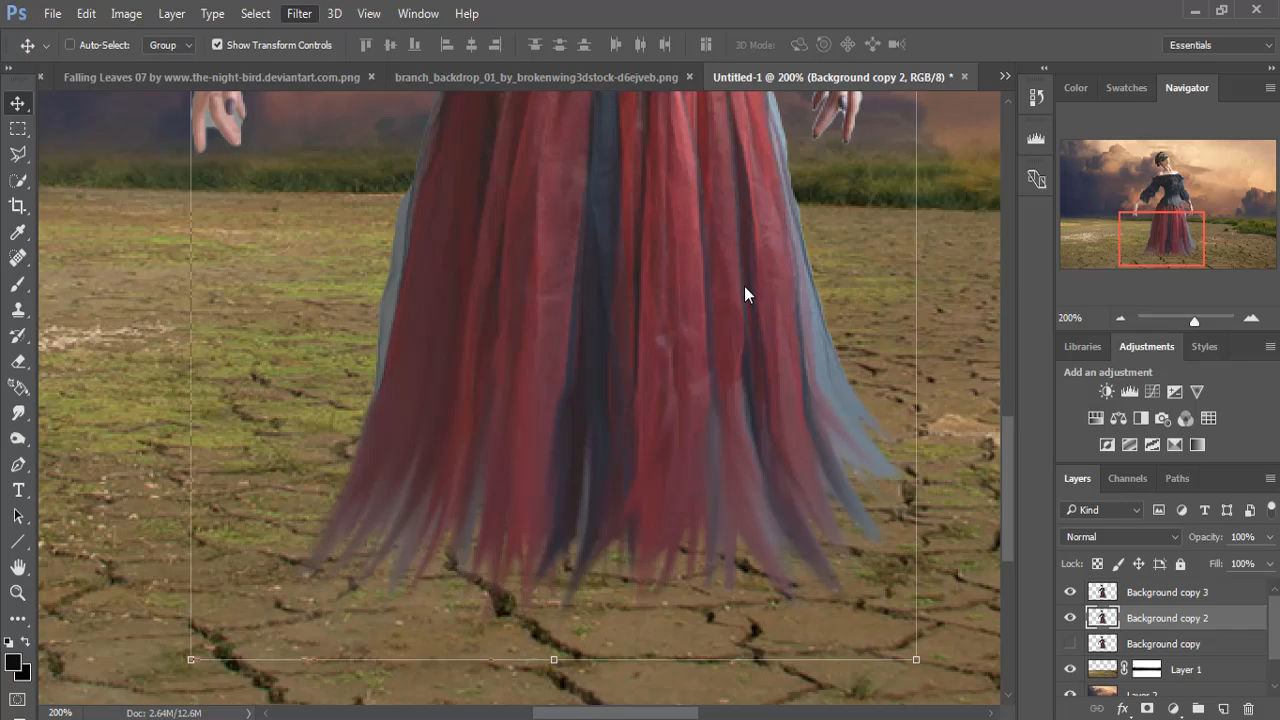 Ps File Edit Image Layer Type Select Filter 3D View Window Help
Auto-Select: Group Show Transform Controls 3D Mode: Essentials
Falling Leaves 07 by www.the-night-bird.deviantart.com.png × branch_backdrop_01_by_brokenwing3dstock-d6ejveb.png × Untitled-1 @ 200% (Background copy 2, RGB/8) * ×
Color Swatches Navigator
200%
Libraries Adjustments Styles
Add an adjustment
Layers Channels Paths
Kind
Normal Opacity: 100%
Lock: Fill: 100%
Background copy 3
Background copy 2
Background copy
Layer 1
Layer 2
200% Doc: 2.64M/12.6M